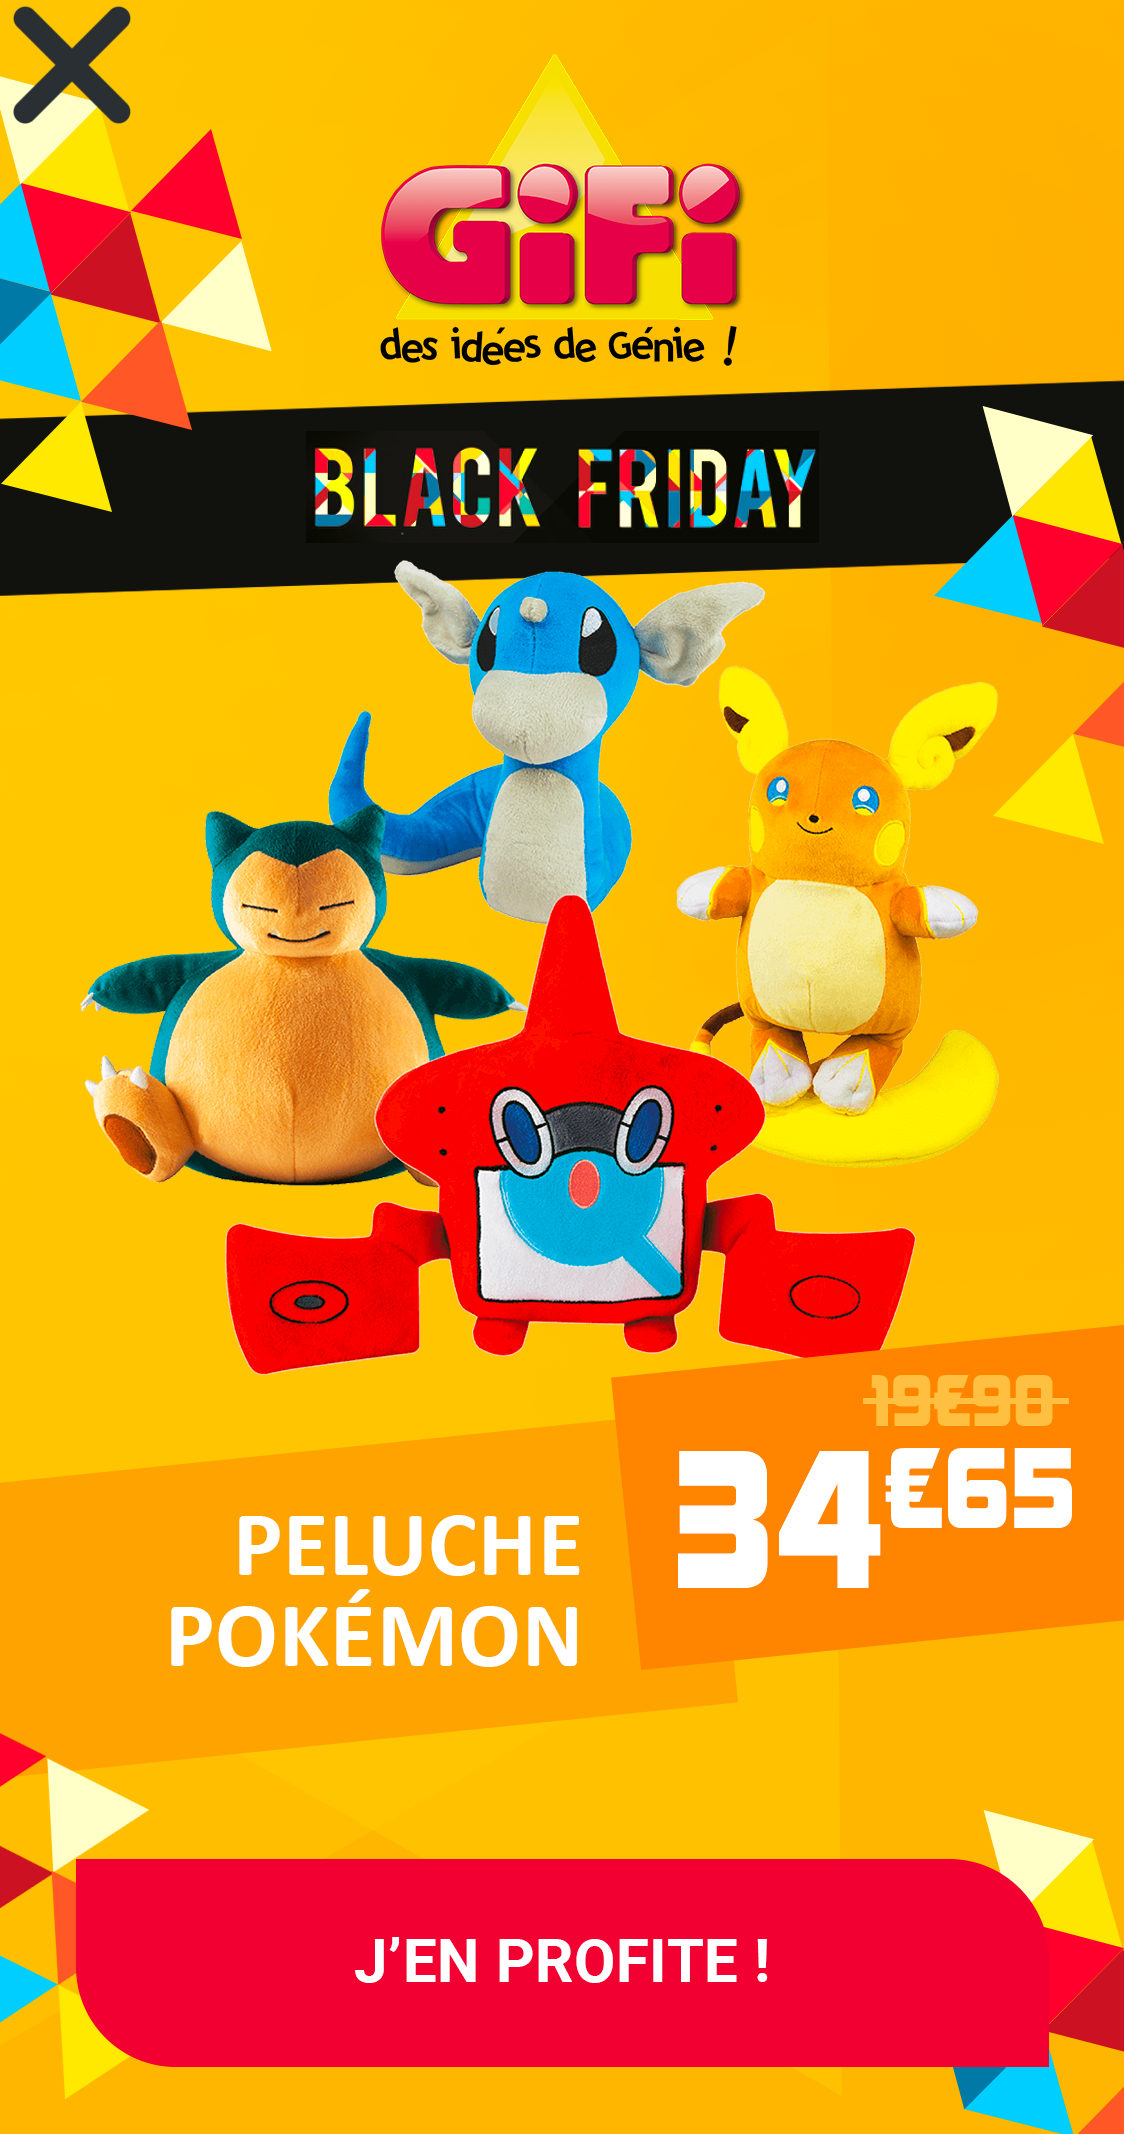 GiFi
des idées de Génie !
BLACK FRIDAY
19€90
34€65
PELUCHE
POKÉMON
J’EN PROFITE !